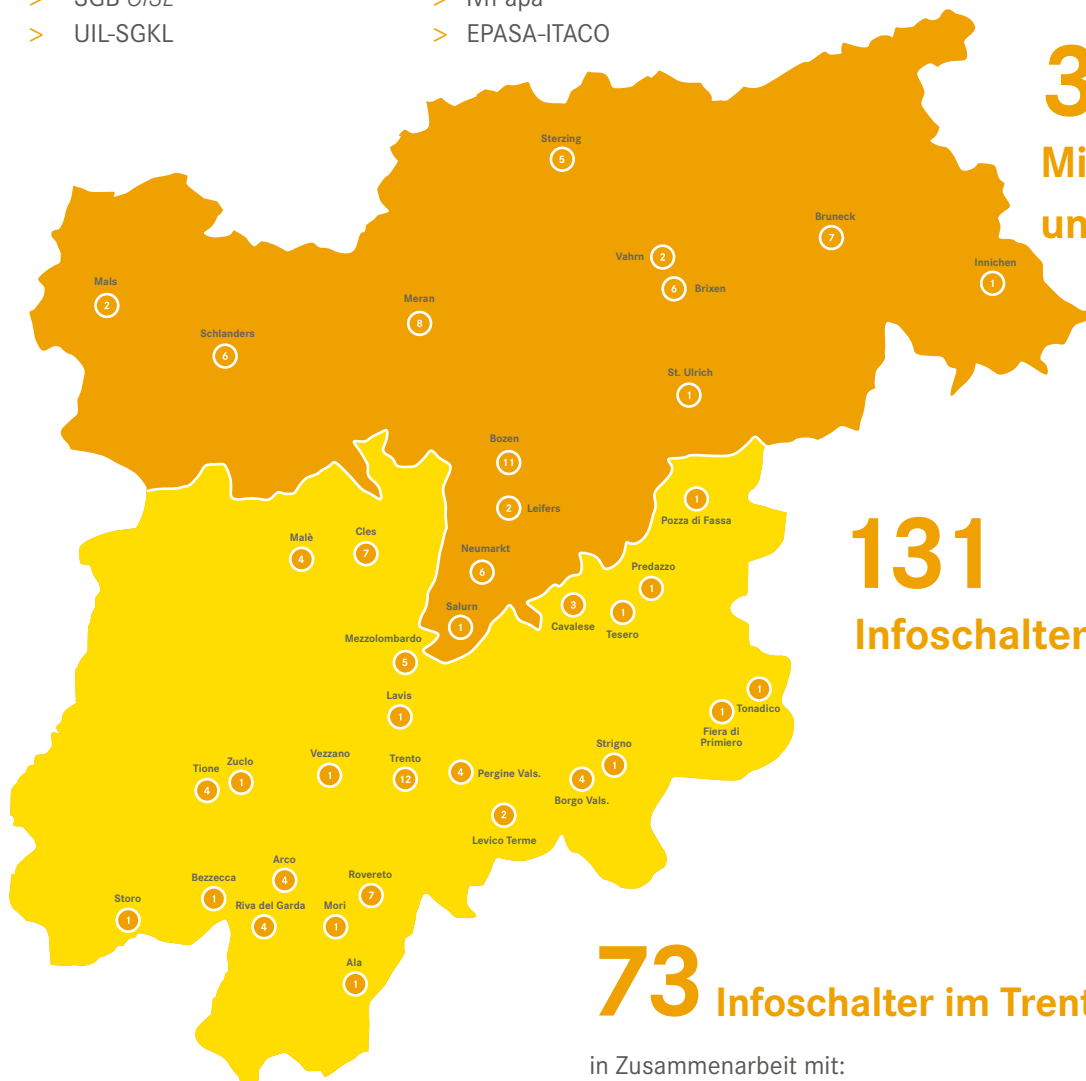 > SGB CISL
> UIL-SGKL
> EPASA-ITACO
3
Mi
un
Sterzing
5
Bruneck
7
Vahrn
2
6
Brixen
Innichen
1
Mals
2
Meran
8
Schlanders
6
St. Ulrich
1
Bozen
11
2
Leifers
Neumarkt
6
Salurn
1
1
Pozza di Fassa
Malè
4
Cles
7
Predazzo
1
3
Cavalese
1
Tesero
131
Infoschalter
Mezzolombardo
5
Lavis
1
1
Tonadico
1
Fiera di
Primiero
Tione
4
Zuclo
1
Vezzano
1
Trento
12
4
Pergine Vals.
Strigno
1
4
Borgo Vals.
2
Levico Terme
Arco
4
Bezzecca
1
Rovereto
7
Storo
1
Riva del Garda
4
Mori
1
Ala
1
73 Infoschalter im Trent
in Zusammenarbeit mit: